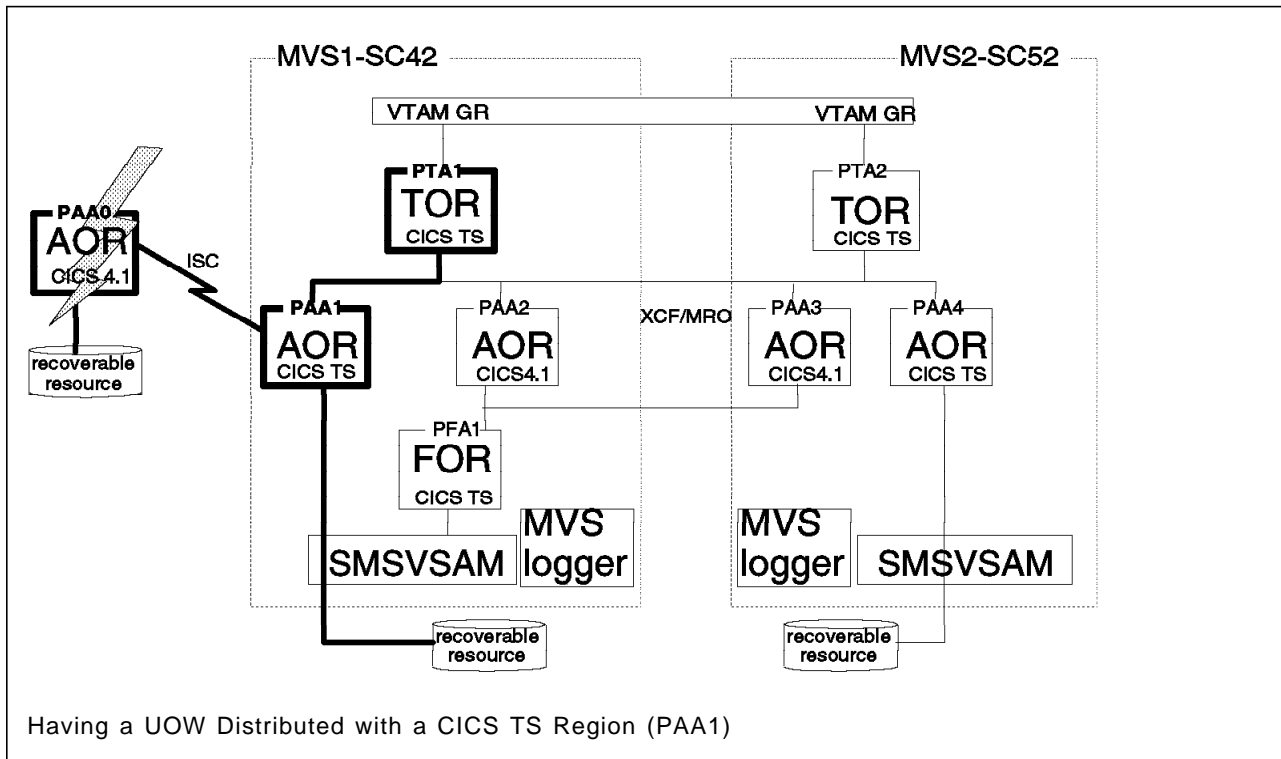 MVS1-SC42
MVS2-SC52
VTAM GR
VTAM GR
PTA1
TOR
CICS TS
PTA2
TOR
CICS TS
PAA0
AOR
CICS 4.1
ISC
PAA1
AOR
CICS TS
PAA2
AOR
CICS4.1
XCF/MRO
PAA3
AOR
CICS4.1
PAA4
AOR
CICS TS
recoverable
resource
PFA1
FOR
CICS TS
SMSVSAM
MVS
logger
MVS
logger
SMSVSAM
recoverable
resource
recoverable
resource
Having a UOW Distributed with a CICS TS Region (PAA1)